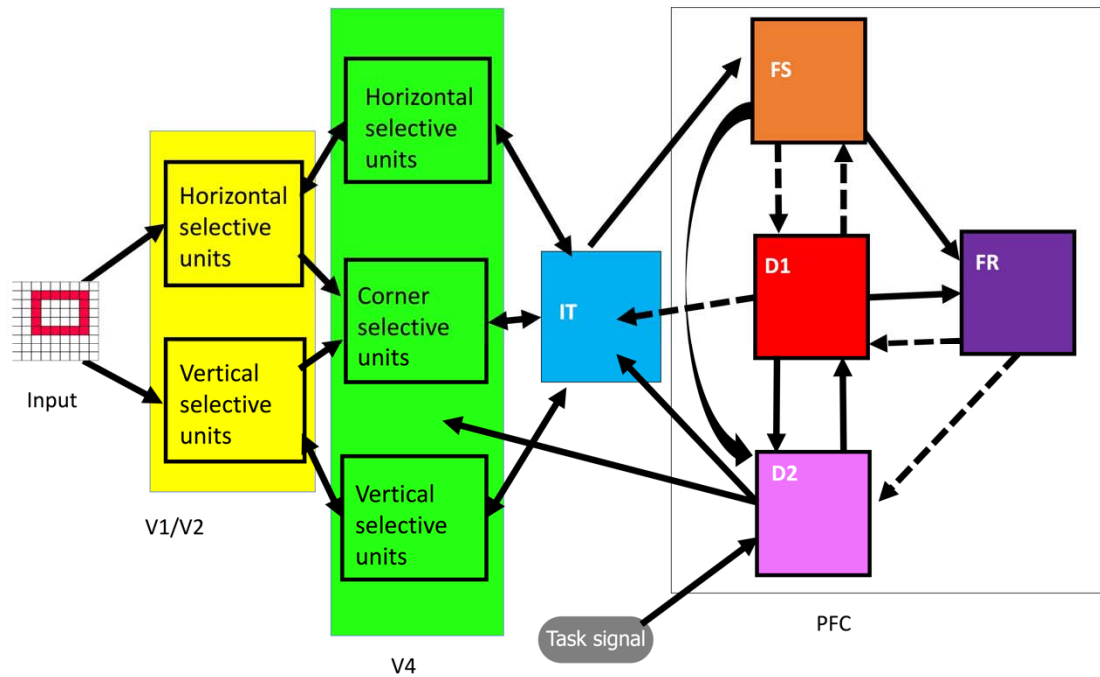 Input
Horizontal
selective
units
Vertical
selective
units
V1/V2
Horizontal
selective
units
Corner
selective
units
Vertical
selective
units
V4
IT
Task signal
FS
D1
FR
D2
PFC